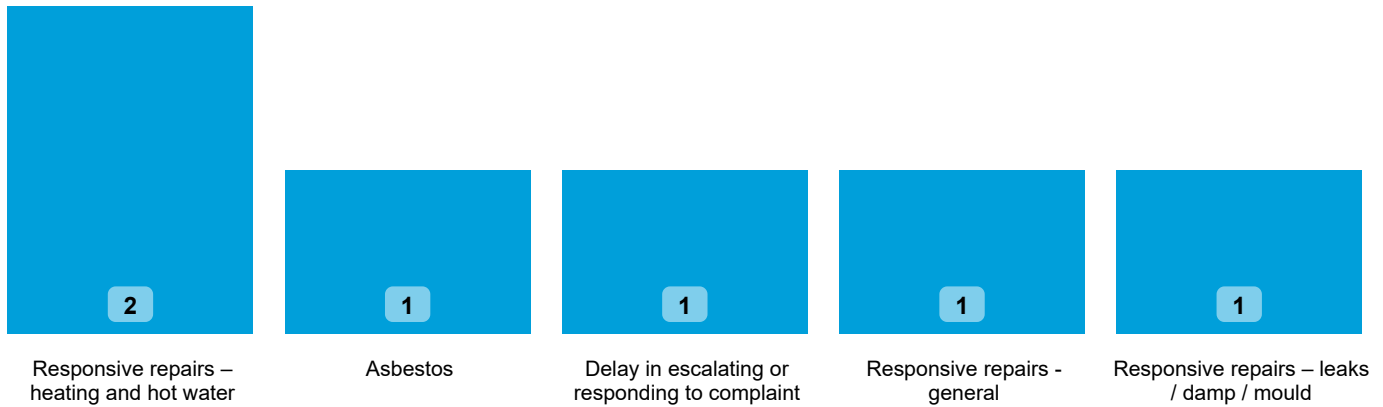 2
1
1
1
1
Responsive repairs –
heating and hot water
Asbestos
Delay in escalating or
responding to complaint
Responsive repairs -
general
Responsive repairs – leaks
/ damp / mould